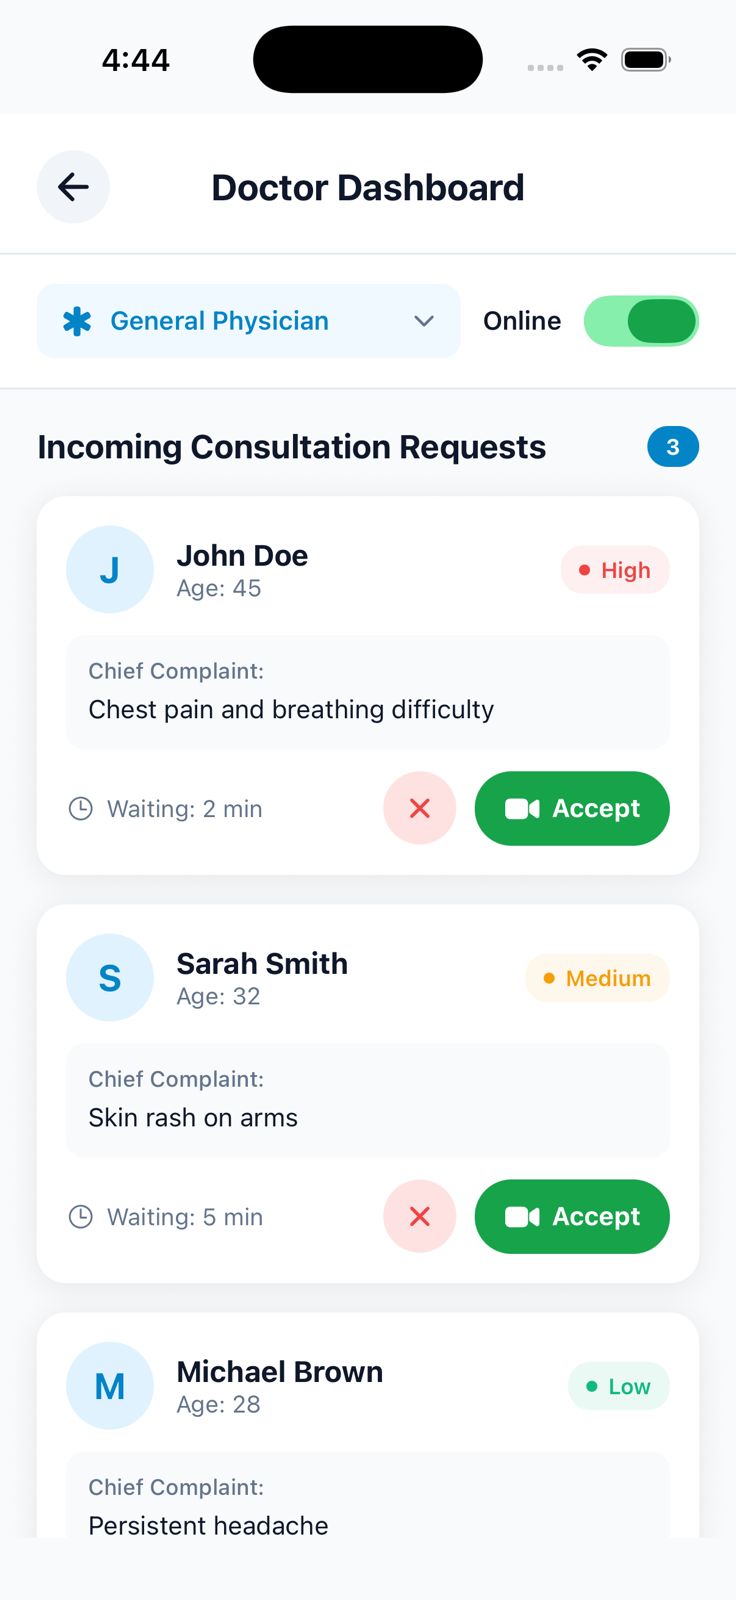 4:44
Doctor Dashboard
General Physician
Online
Incoming Consultation Requests
3
J
John Doe
Age: 45
High
Chief Complaint:
Chest pain and breathing difficulty
Waiting: 2 min
Accept
S
Sarah Smith
Age: 32
Medium
Chief Complaint:
Skin rash on arms
Waiting: 5 min
Accept
M
Michael Brown
Age: 28
Low
Chief Complaint:
Persistent headache